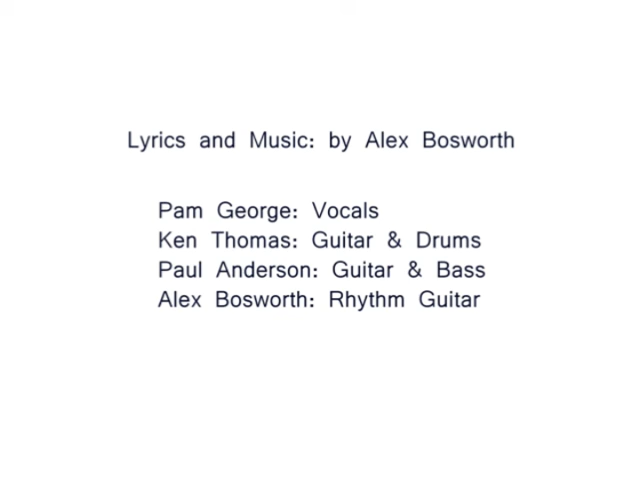 Lyrics and Music: by Alex Bosworth
Pam George: Vocals
Ken Thomas: Guitar & Drums
Paul Anderson: Guitar & Bass
Alex Bosworth: Rhythm Guitar